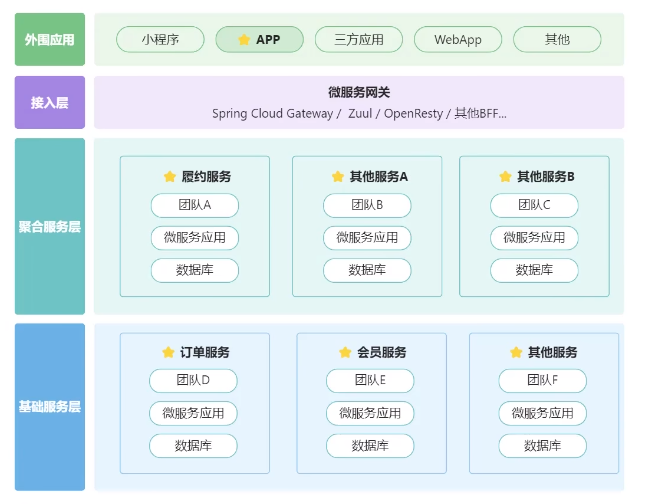 外围应用
小程序
APP
三方应用
WebApp
其他
接入层
微服务网关
Spring Cloud Gateway / Zuul / OpenResty / 其他BFF...
聚合服务层
履约服务
团队A
微服务应用
数据库
其他服务A
团队B
微服务应用
数据库
其他服务B
团队C
微服务应用
数据库
基础服务层
订单服务
团队D
微服务应用
数据库
会员服务
团队E
微服务应用
数据库
其他服务
团队F
微服务应用
数据库